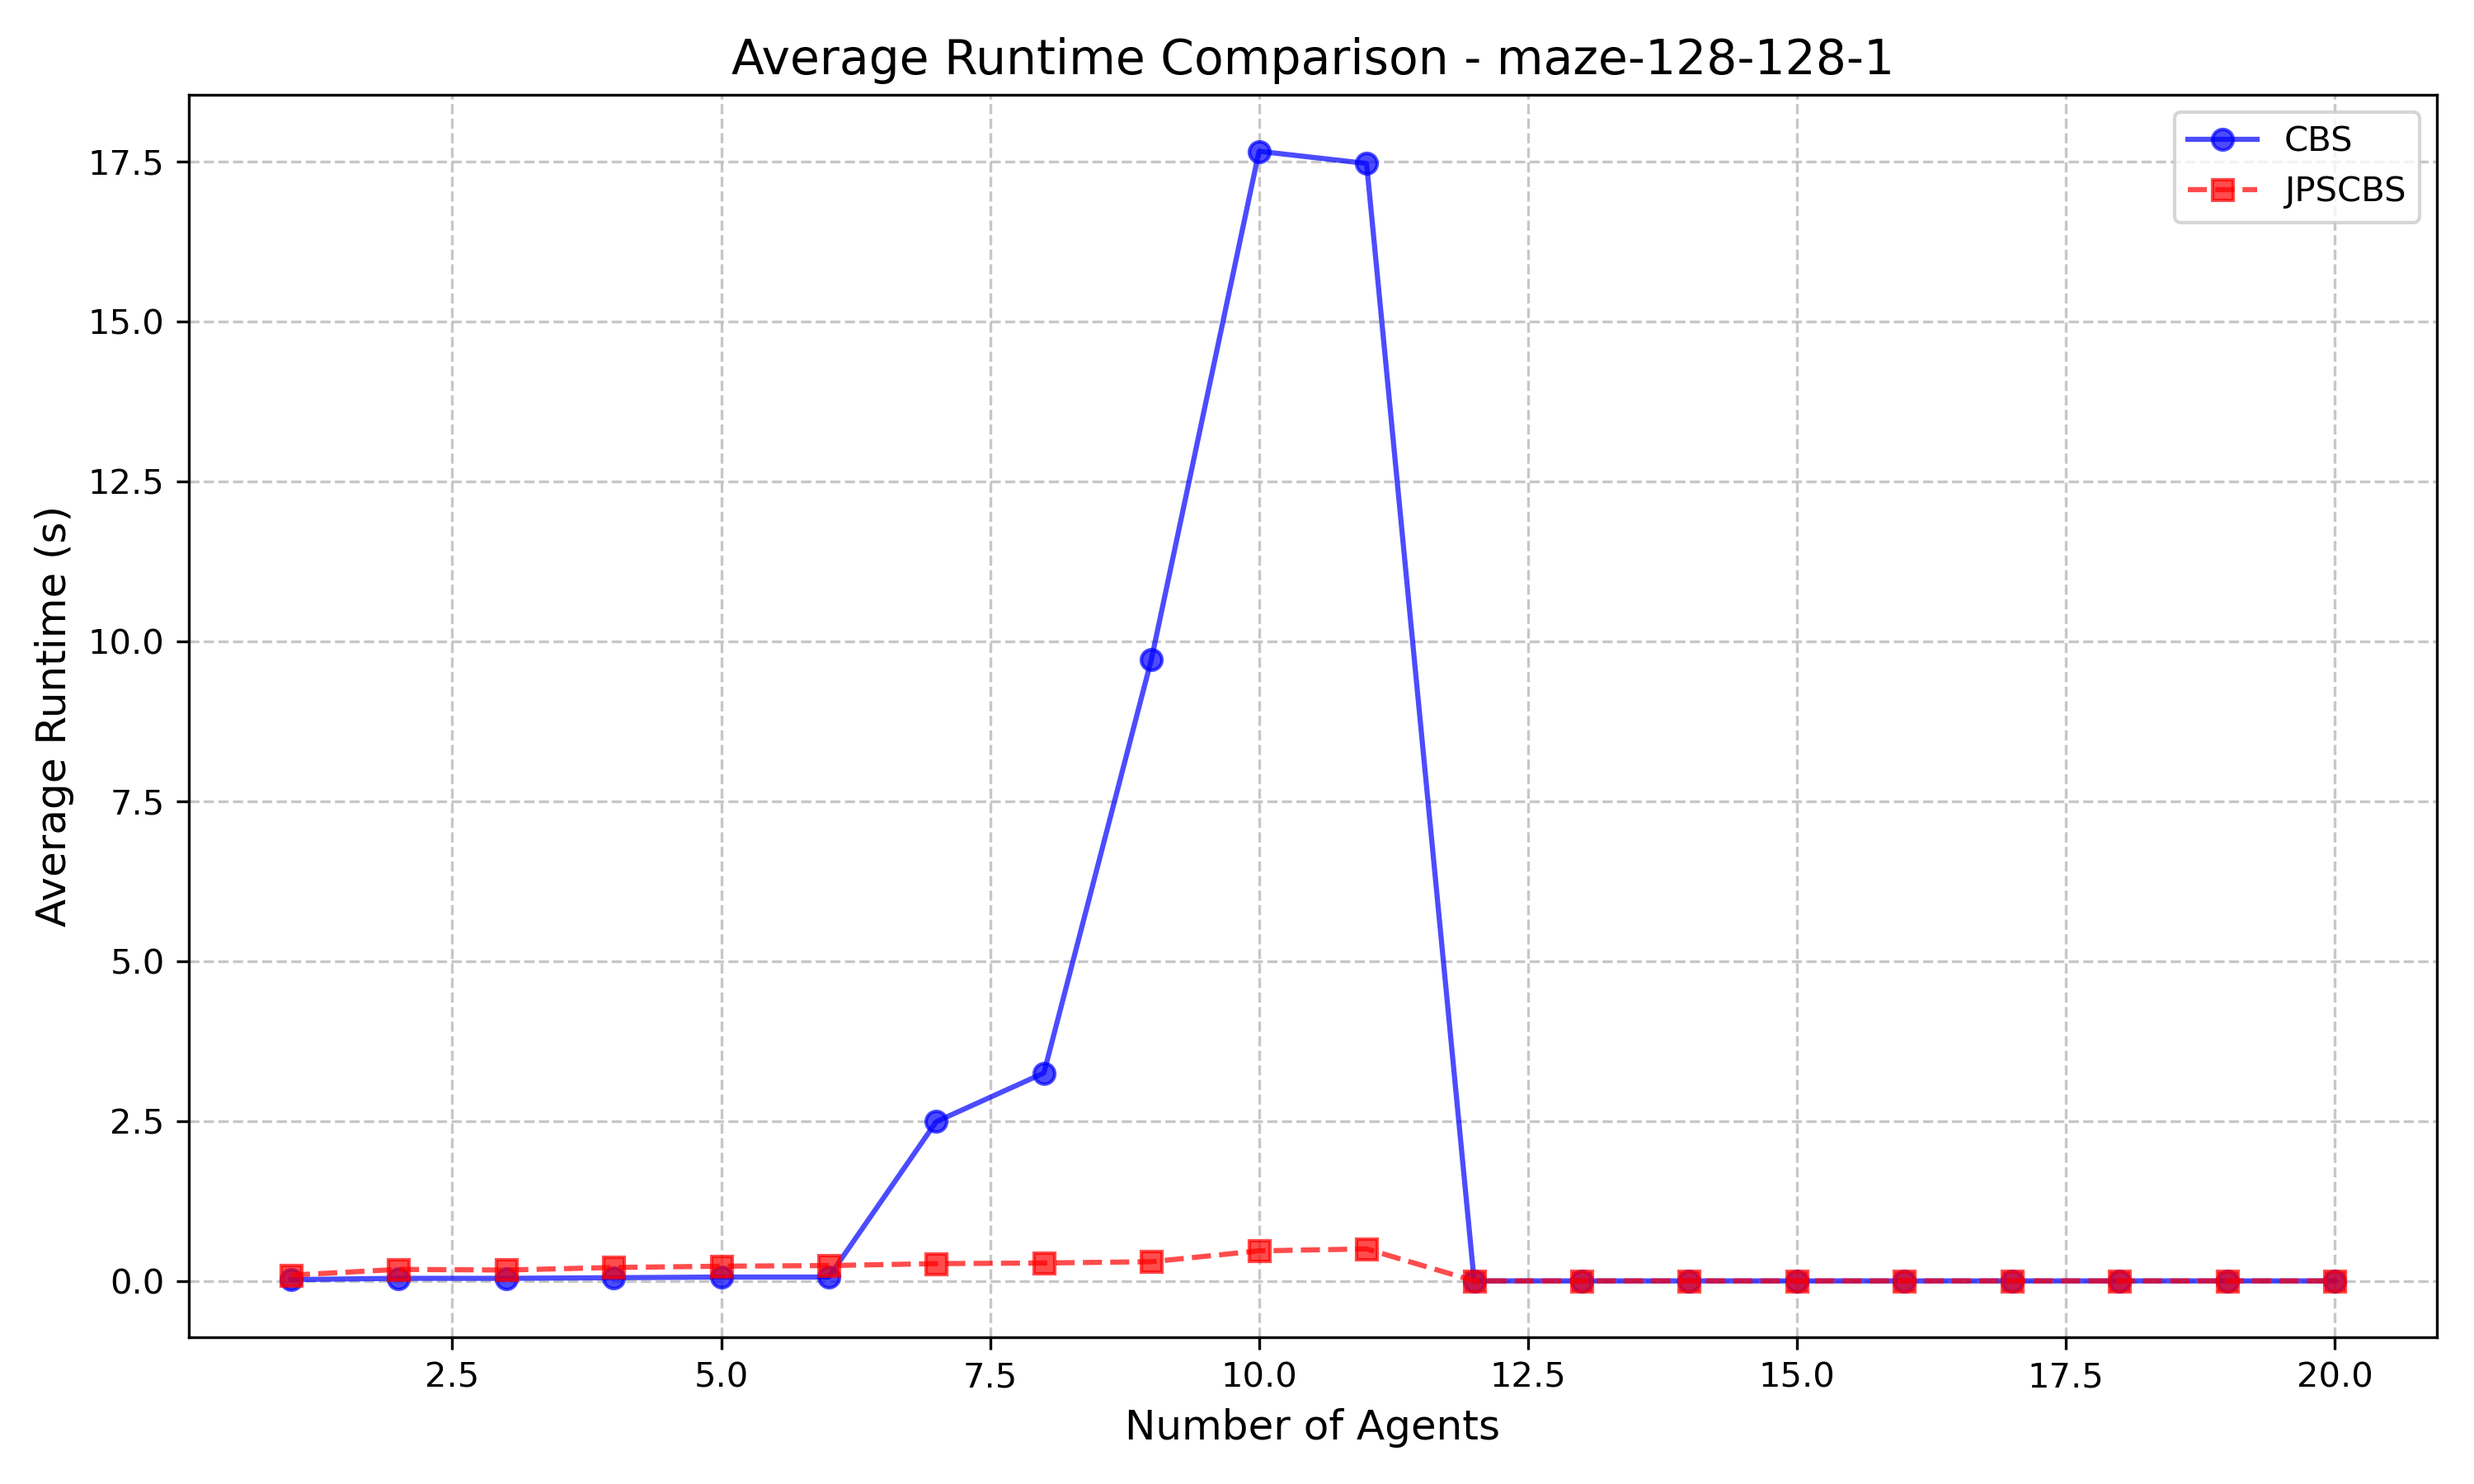 Average Runtime Comparison - maze-128-128-1
CBS
JPSCBS
Average Runtime (s)
17.5
15.0
12.5
10.0
7.5
5.0
2.5
0.0
2.5 5.0 7.5 10.0 12.5 15.0 17.5 20.0
Number of Agents